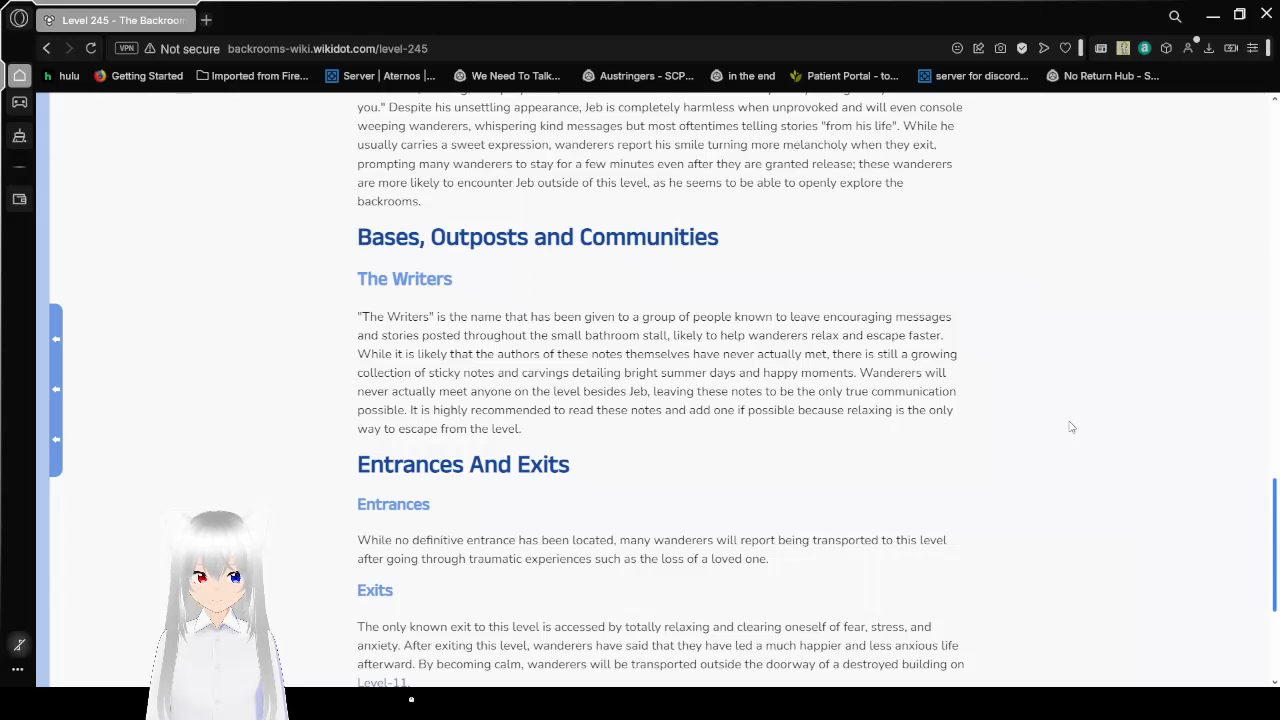 Level 245 - The Backroom
Not secure backrooms-wiki.wikidot.com/level-245
VPN
hulu Getting Started Imported from Fire... Server | Aternos |... We Need To Talk... Austringers - SCP... in the end Patient Portal - to... server for discord... No Return Hub - S...
you." Despite his unsettling appearance, Jeb is completely harmless when unprovoked and will even console
weeping wanderers, whispering kind messages but most oftentimes telling stories "from his life". While he
usually carries a sweet expression, wanderers report his smile turning more melancholy when they exit,
prompting many wanderers to stay for a few minutes even after they are granted release; these wanderers
are more likely to encounter Jeb outside of this level, as he seems to be able to openly explore the
backrooms.
Bases, Outposts and Communities
The Writers
"The Writers" is the name that has been given to a group of people known to leave encouraging messages
and stories posted throughout the small bathroom stall, likely to help wanderers relax and escape faster.
While it is likely that the authors of these notes themselves have never actually met, there is still a growing
collection of sticky notes and carvings detailing bright summer days and happy moments. Wanderers will
never actually meet anyone on the level besides Jeb, leaving these notes to be the only true communication
possible. It is highly recommended to read these notes and add one if possible because relaxing is the only
way to escape from the level.
Entrances And Exits
Entrances
While no definitive entrance has been located, many wanderers will report being transported to this level
after going through traumatic experiences such as the loss of a loved one.
Exits
The only known exit to this level is accessed by totally relaxing and clearing oneself of fear, stress, and
anxiety. After exiting this level, wanderers have said that they have led a much happier and less anxious life
afterward. By becoming calm, wanderers will be transported outside the doorway of a destroyed building on
Level-11.